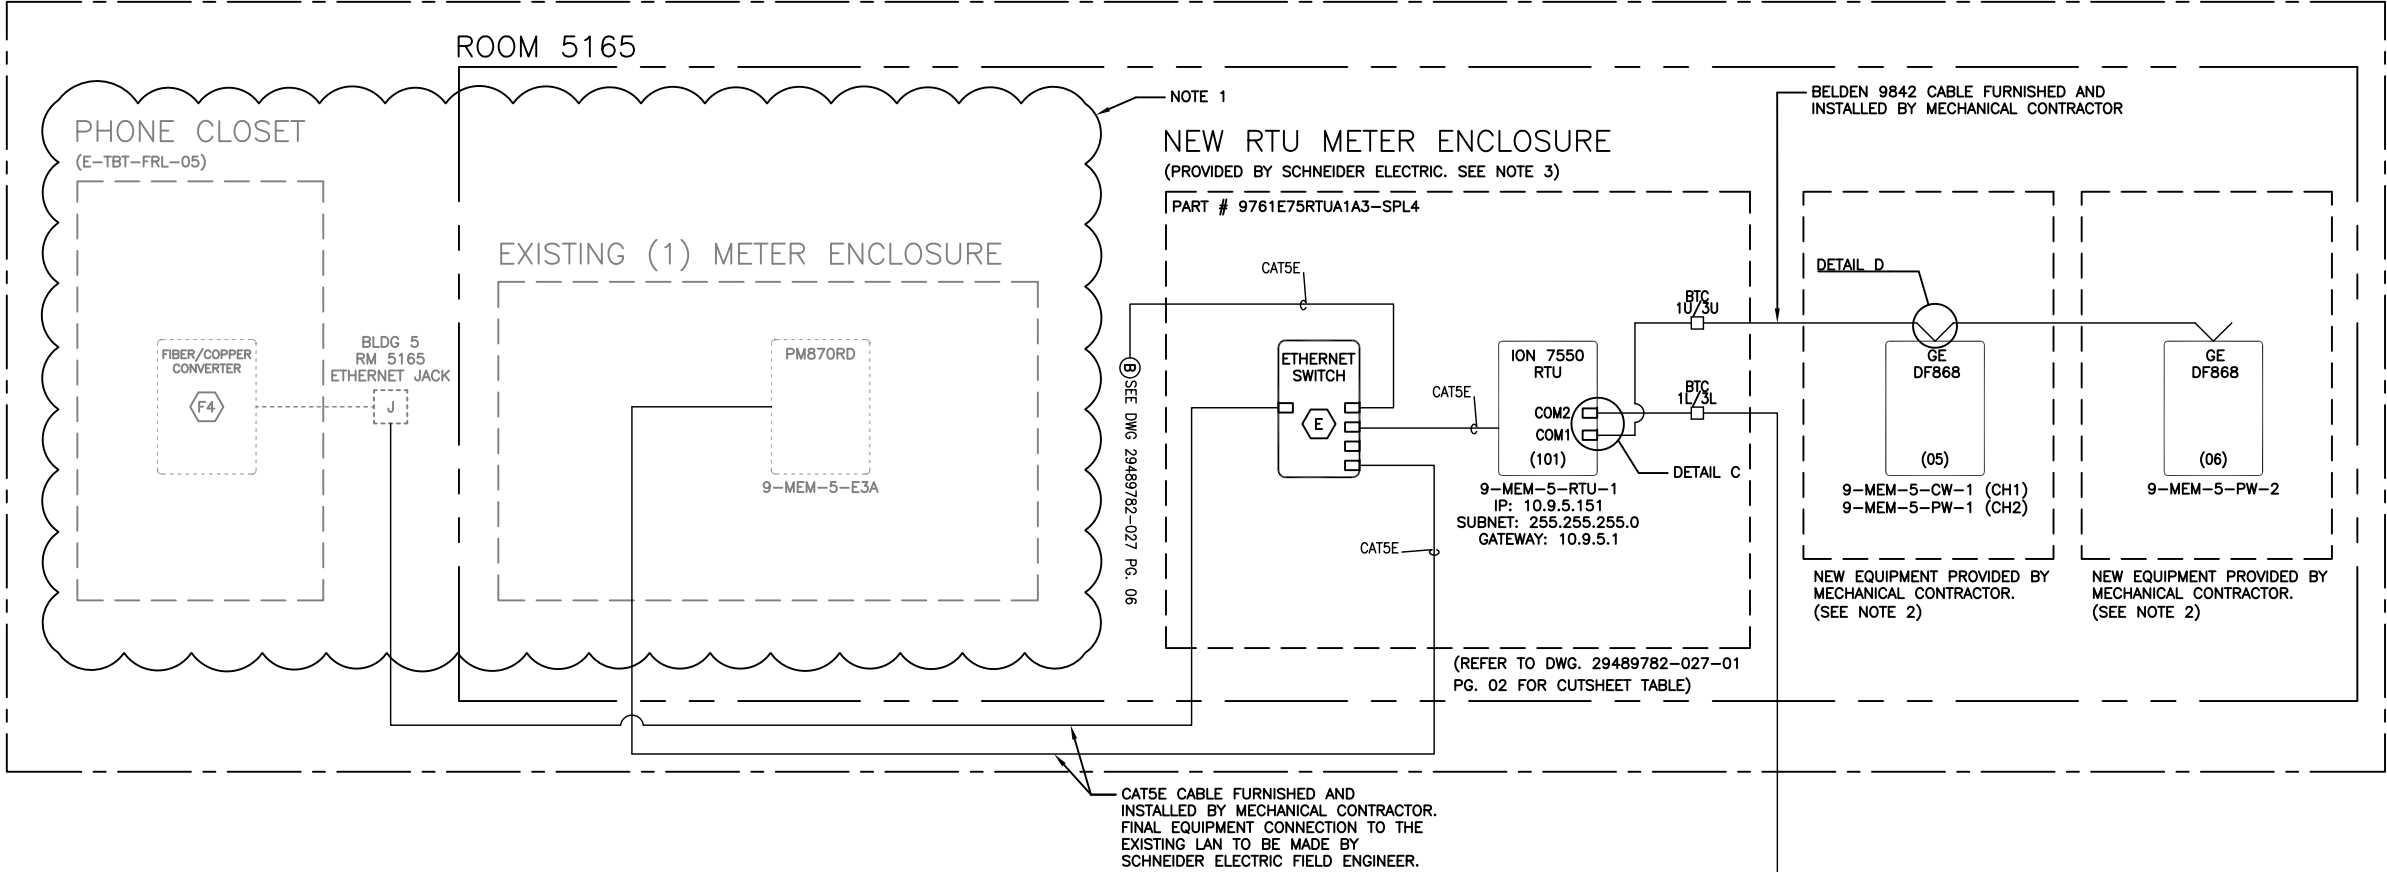 ROOM 5165
NOTE 1
BELDEN 9842 CABLE FURNISHED AND
INSTALLED BY MECHANICAL CONTRACTOR
PHONE CLOSET
(E-TBT-FRL-05)
NEW RTU METER ENCLOSURE
(PROVIDED BY SCHNEIDER ELECTRIC. SEE NOTE 3)
PART # 9761E75RTUA1A3-SPL4
EXISTING (1) METER ENCLOSURE
FIBER/COPPER
CONVERTER
F4
BLDG 5
RM 5165
ETHERNET JACK
J
PM870RD
9-MEM-5-E3A
B
SEE DWG 29489782-027 PG. 06
CAT5E
ETHERNET
SWITCH
E
CAT5E
CAT5E
ION 7550
RTU
COM2
COM1
(101)
9-MEM-5-RTU-1
IP: 10.9.5.151
SUBNET: 255.255.255.0
GATEWAY: 10.9.5.1
BTC
1U/3U
BTC
1L/3L
DETAIL C
DETAIL D
GE
DF868
(05)
9-MEM-5-CW-1 (CH1)
9-MEM-5-PW-1 (CH2)
NEW EQUIPMENT PROVIDED BY
MECHANICAL CONTRACTOR.
(SEE NOTE 2)
GE
DF868
(06)
9-MEM-5-PW-2
NEW EQUIPMENT PROVIDED BY
MECHANICAL CONTRACTOR.
(SEE NOTE 2)
(REFER TO DWG. 29489782-027-01
PG. 02 FOR CUTSHEET TABLE)
CAT5E CABLE FURNISHED AND
INSTALLED BY MECHANICAL CONTRACTOR.
FINAL EQUIPMENT CONNECTION TO THE
EXISTING LAN TO BE MADE BY
SCHNEIDER ELECTRIC FIELD ENGINEER.